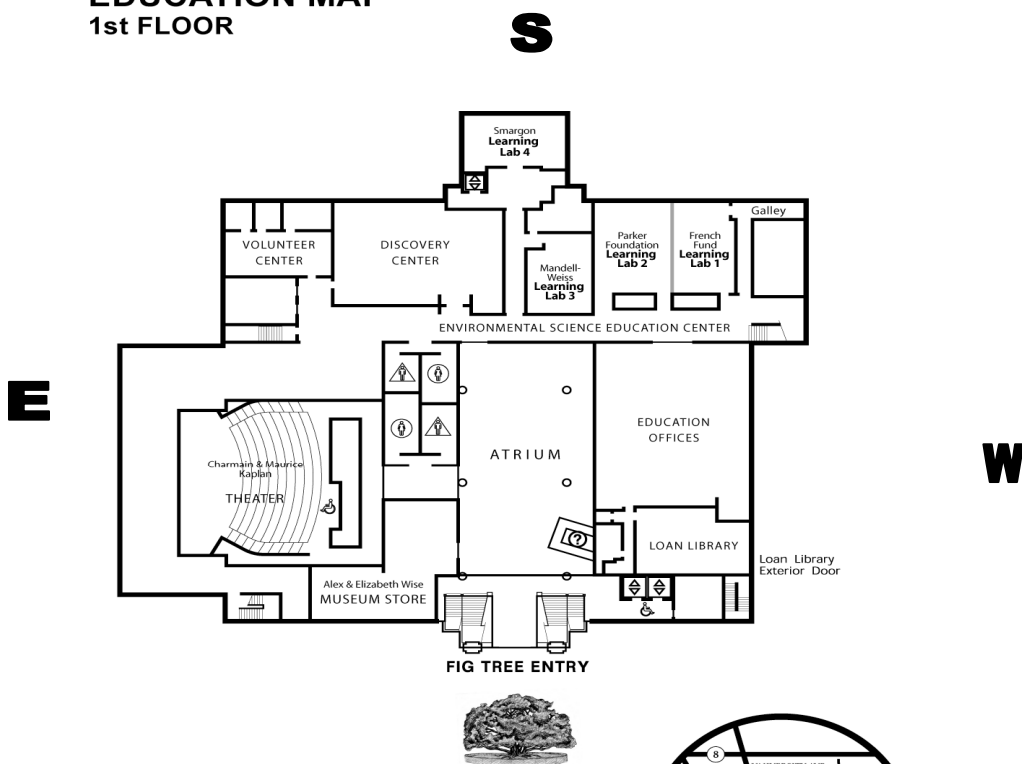 EDUCATION MAP
1st FLOOR
S
Smargon
Learning
Lab 4
Galley
VOLUNTEER
CENTER
DISCOVERY
CENTER
Parker
Foundation
Learning
Lab 2
French
Fund
Learning
Lab 1
Mandell-
Weiss
Learning
Lab 3
ENVIRONMENTAL SCIENCE EDUCATION CENTER
E
W
EDUCATION
OFFICES
ATRIUM
Charmain & Maurice
Kaplan
THEATER
?
LOAN LIBRARY
Loan Library
Exterior Door
Alex & Elizabeth Wise
MUSEUM STORE
FIG TREE ENTRY
8